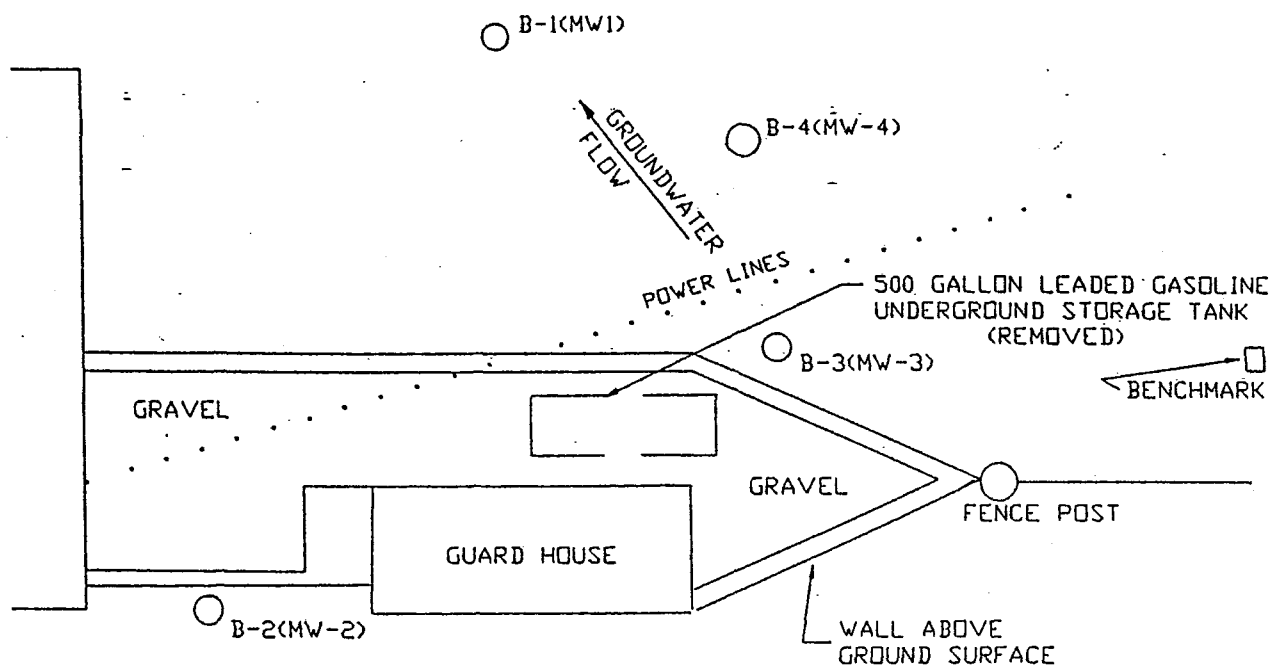 B-1(MW1)
B-4(MW-4)
GROUNDWATER
FLOW
POWER LINES
500 GALLON LEADED GASOLINE
UNDERGROUND STORAGE TANK
(REMOVED)
B-3(MW-3)
BENCHMARK
GRAVEL
GRAVEL
FENCE POST
GUARD HOUSE
B-2(MW-2)
WALL ABOVE
GROUND SURFACE